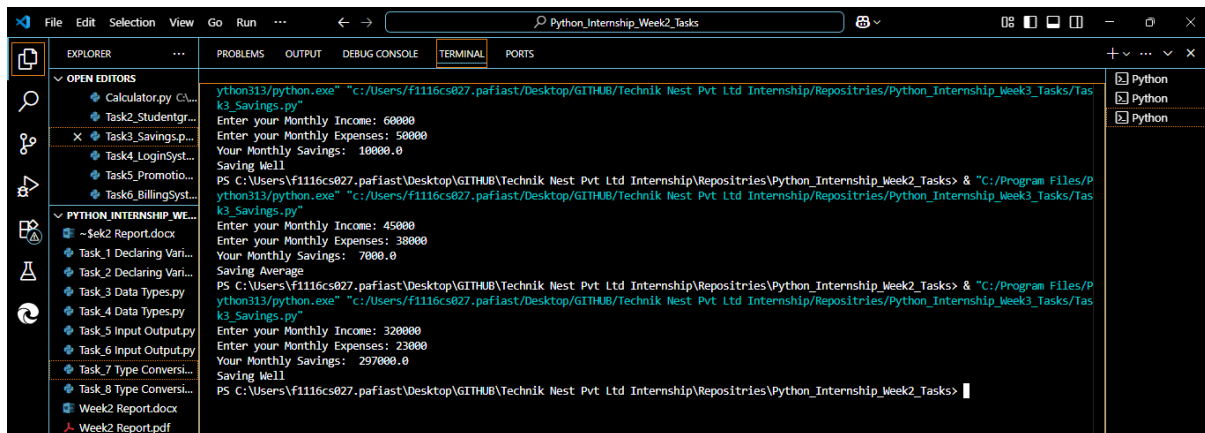 File Edit Selection View Go Run ··· ← → Python_Internship_Week2_Tasks
EXPLORER ···
OPEN EDITORS
Calculator.py C:\...
Task2_Studentgr...
Task3_Savings.p...
Task4_LoginSyst...
Task5_Promotio...
Task6_BillingSyst...
PYTHON_INTERNSHIP_WE...
~$ek2 Report.docx
Task_1 Declaring Vari...
Task_2 Declaring Vari...
Task_3 Data Types.py
Task_4 Data Types.py
Task_5 Input Output.py
Task_6 Input Output.py
Task_7 Type Conversi...
Task_8 Type Conversi...
Week2 Report.docx
Week2 Report.pdf
PROBLEMS OUTPUT DEBUG CONSOLE TERMINAL PORTS
ython313/python.exe" "c:/Users/f1116cs027.pafiast/Desktop/GITHUB/Technik Nest Pvt Ltd Internship/Repositries/Python_Internship_Week3_Tasks/Tas
k3_Savings.py"
Enter your Monthly Income: 60000
Enter your Monthly Expenses: 50000
Your Monthly Savings:  10000.0
Saving Well
PS C:\Users\f1116cs027.pafiast\Desktop\GITHUB\Technik Nest Pvt Ltd Internship\Repositries\Python_Internship_Week2_Tasks> & "C:/Program Files/P
ython313/python.exe" "c:/Users/f1116cs027.pafiast/Desktop/GITHUB/Technik Nest Pvt Ltd Internship/Repositries/Python_Internship_Week3_Tasks/Tas
k3_Savings.py"
Enter your Monthly Income: 45000
Enter your Monthly Expenses: 38000
Your Monthly Savings:  7000.0
Saving Average
PS C:\Users\f1116cs027.pafiast\Desktop\GITHUB\Technik Nest Pvt Ltd Internship\Repositries\Python_Internship_Week2_Tasks> & "C:/Program Files/P
ython313/python.exe" "c:/Users/f1116cs027.pafiast/Desktop/GITHUB/Technik Nest Pvt Ltd Internship/Repositries/Python_Internship_Week3_Tasks/Tas
k3_Savings.py"
Enter your Monthly Income: 320000
Enter your Monthly Expenses: 23000
Your Monthly Savings:  297000.0
Saving Well
PS C:\Users\f1116cs027.pafiast\Desktop\GITHUB\Technik Nest Pvt Ltd Internship\Repositries\Python_Internship_Week2_Tasks>
Python
Python
Python